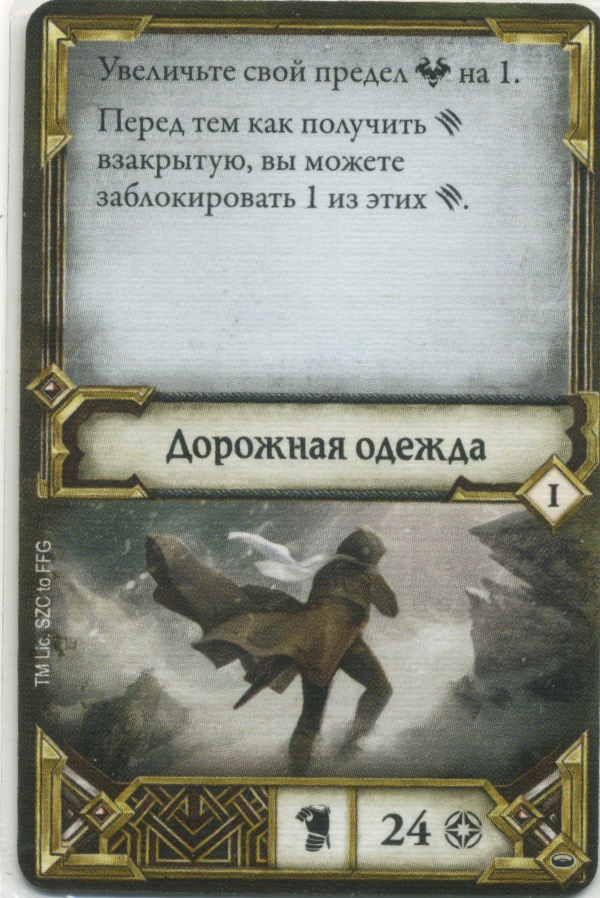 Увеличьте свой предел на 1.
Перед тем как получить
взакрытую, вы можете
заблокировать 1 из этих .
Дорожная одежда
I
TM Lic. SZC to FFG
24